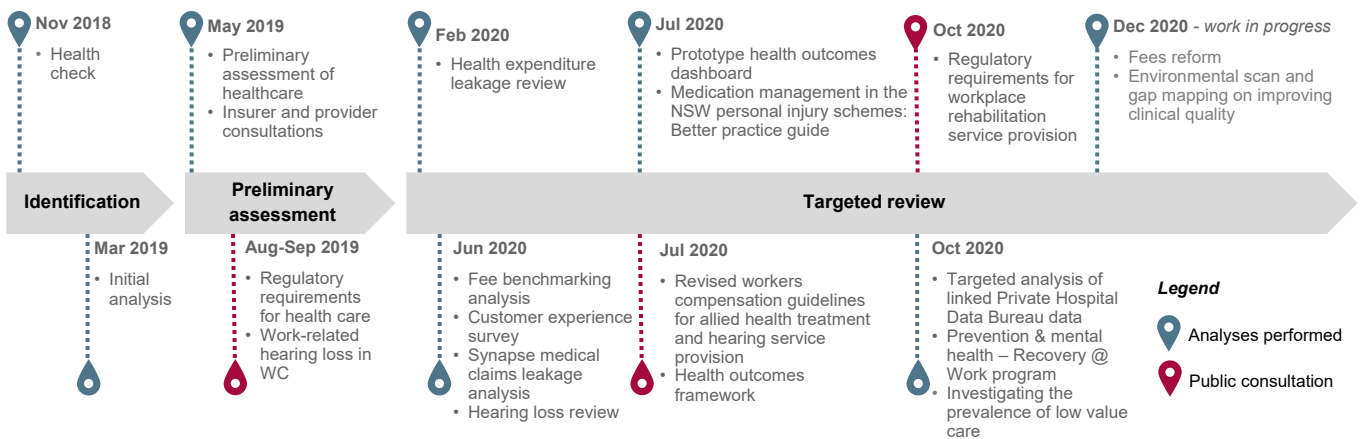 Nov 2018
• Health
check
May 2019
• Preliminary
assessment of
healthcare
• Insurer and provider
consultations
Feb 2020
• Health expenditure
leakage review
Jul 2020
• Prototype health outcomes
dashboard
• Medication management in the
NSW personal injury schemes:
Better practice guide
Oct 2020
• Regulatory
requirements for
workplace
rehabilitation
service provision
Dec 2020 - work in progress
• Fees reform
• Environmental scan and
gap mapping on improving
clinical quality
Identification
Preliminary
assessment
Targeted review
Mar 2019
• Initial
analysis
Aug-Sep 2019
• Regulatory
requirements
for health care
• Work-related
hearing loss in
WC
Jun 2020
• Fee benchmarking
analysis
• Customer experience
survey
• Synapse medical
claims leakage
analysis
• Hearing loss review
Jul 2020
• Revised workers
compensation guidelines
for allied health treatment
and hearing service
provision
• Health outcomes
framework
Oct 2020
• Targeted analysis of
linked Private Hospital
Data Bureau data
• Prevention & mental
health – Recovery @
Work program
• Investigating the
prevalence of low value
care
Legend
Analyses performed
Public consultation